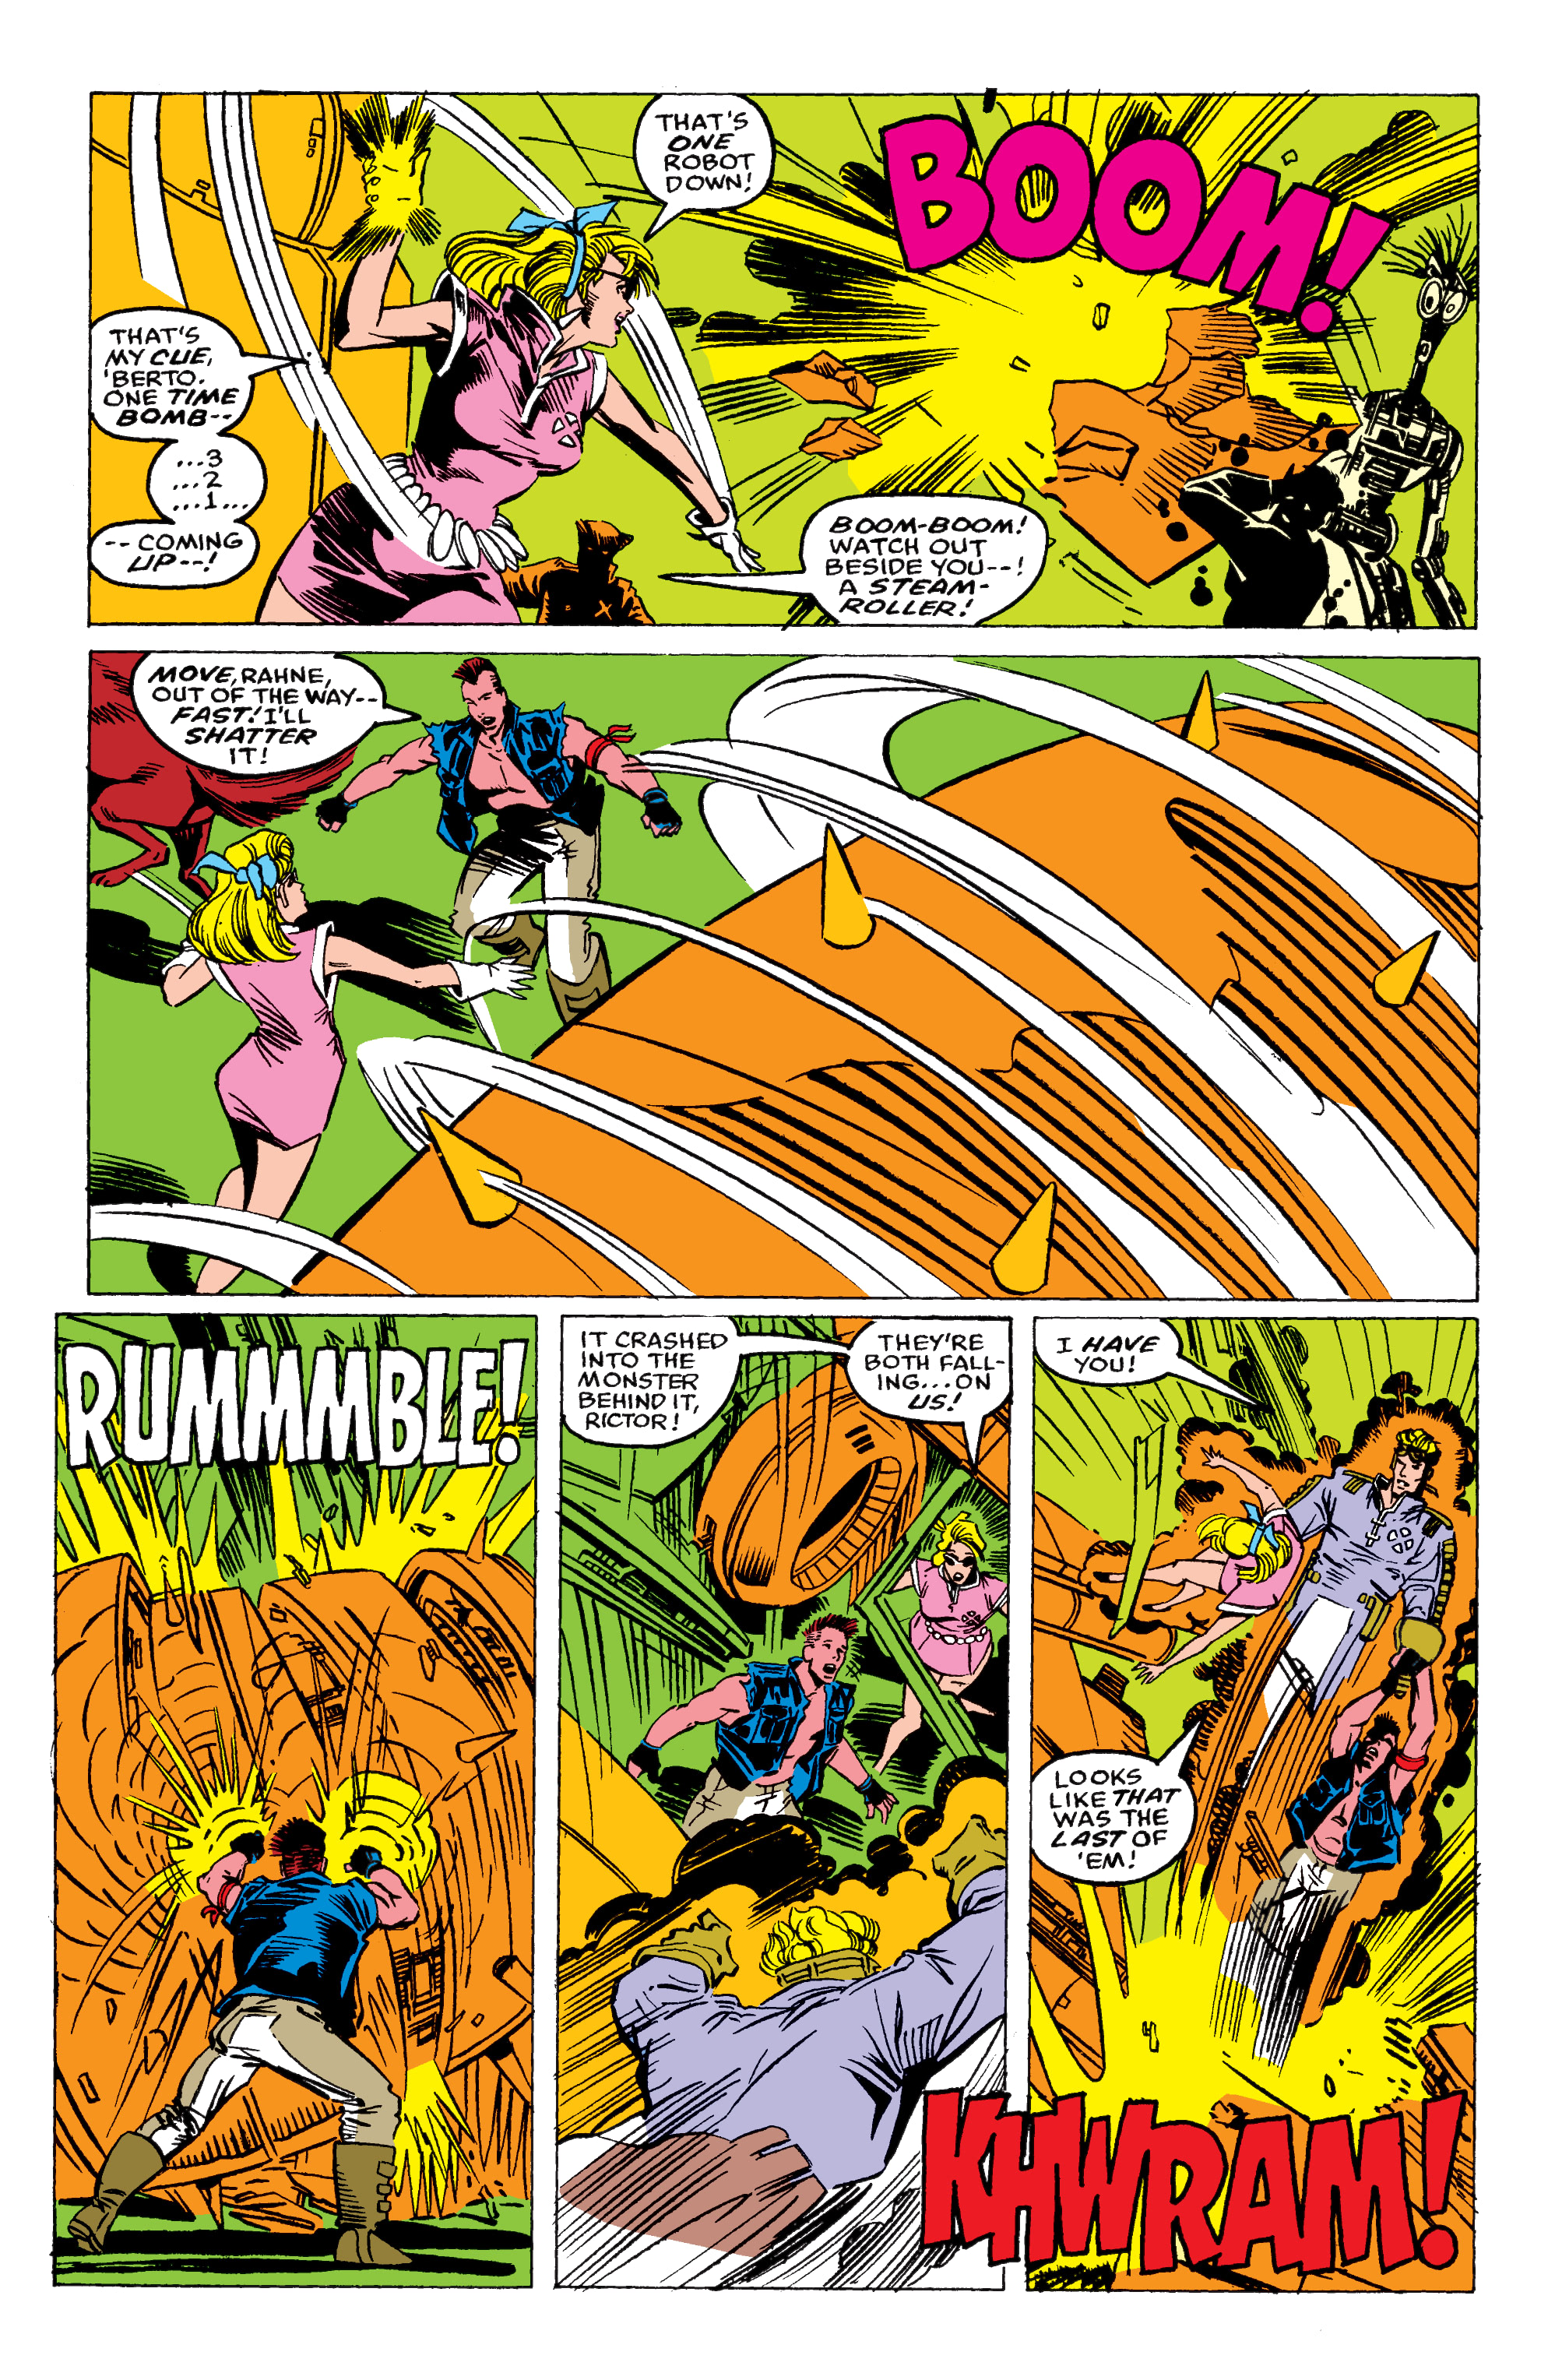 THAT'S
MY CUE,
'BERTO.
ONE TIME
BOMB--
...3
...2
...1...
-- COMING
UP--!
THAT'S
ONE
ROBOT
DOWN!
BOOM!
BOOM-BOOM!
WATCH OUT
BESIDE YOU--!
A STEAM-
ROLLER!
MOVE, RAHNE,
OUT OF THE WAY--
FAST! I'LL
SHATTER
IT!
RUMMMBLE!
IT CRASHED
INTO THE
MONSTER
BEHIND IT,
RICTOR!
THEY'RE
BOTH FALL-
ING...ON
US!
I HAVE
YOU!
LOOKS
LIKE THAT
WAS THE
LAST OF
'EM!
KHWRAM!